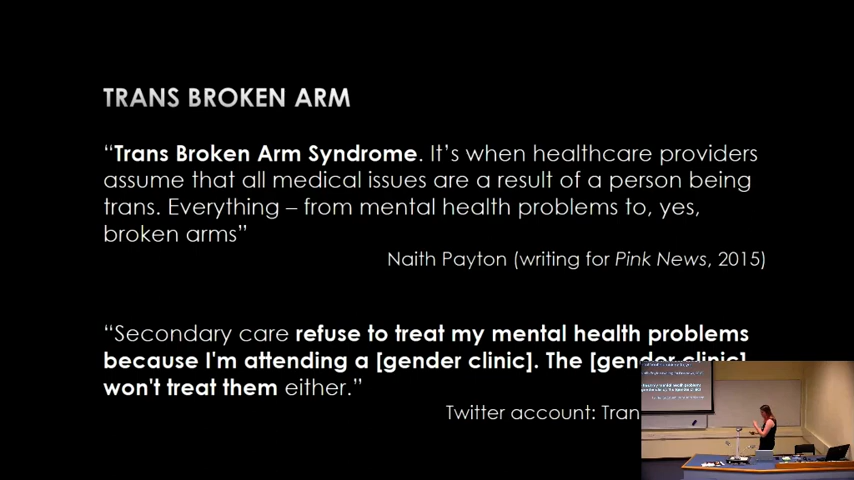 TRANS BROKEN ARM
“Trans Broken Arm Syndrome. It’s when healthcare providers
assume that all medical issues are a result of a person being
trans. Everything – from mental health problems to, yes,
broken arms”
Naith Payton (writing for Pink News, 2015)
“Secondary care refuse to treat my mental health problems
because I'm attending a [gender clinic]. The [gender clinic]
won't treat them either.”
Twitter account: Tran